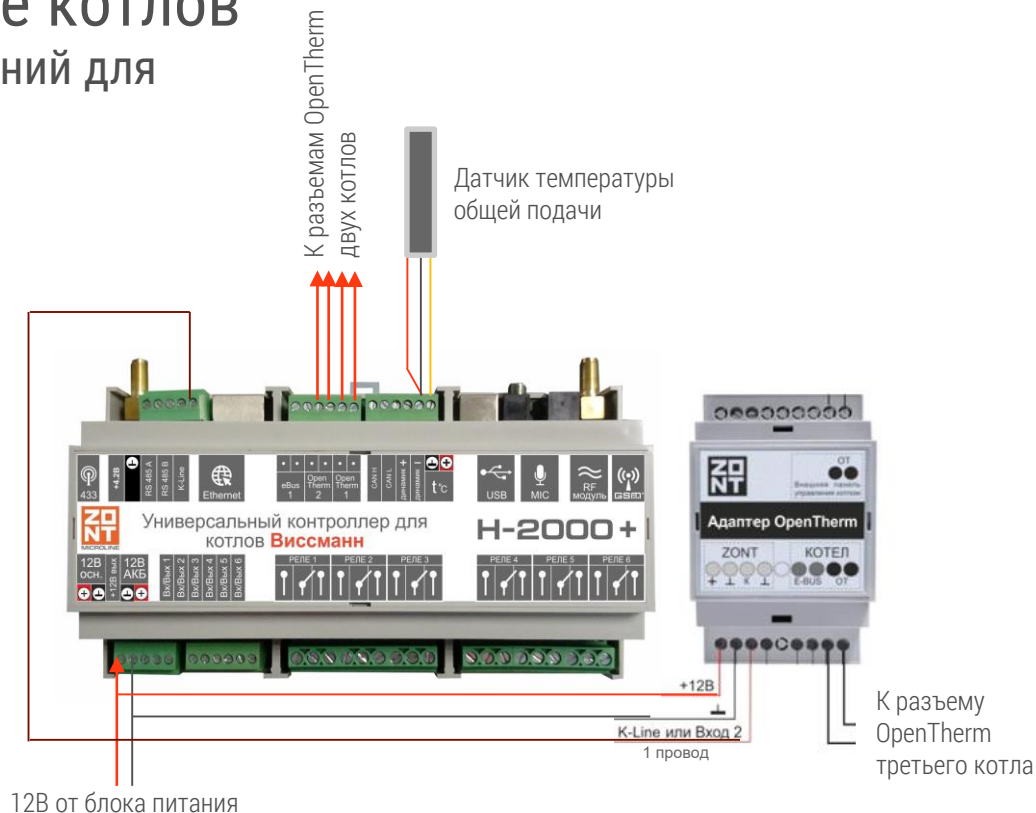 е котлов
ний для
К разъемам OpenTherm
двух котлов
Датчик температуры
общей подачи
433
+4.2В
RS 485 A
RS 485 B
K-Line
Ethernet
eBus
1
Open
Therm
2
Open
Therm
1
CAN H
CAN L
динамик +
динамик –
t°c
USB
MIC
RF
модуль
GSM
ZONT
MICROLINE
Универсальный контроллер для
котлов Виссманн
H-2000+
12В
осн.
+12В вых
12В
АКБ
Вх/Вых 1
Вх/Вых 2
Вх/Вых 3
Вх/Вых 4
Вх/Вых 5
Вх/Вых 6
РЕЛЕ 1
РЕЛЕ 2
РЕЛЕ 3
РЕЛЕ 4
РЕЛЕ 5
РЕЛЕ 6
ZONT
ОТ
Внешняя панель
управления котлом
Адаптер OpenTherm
ZONT
КОТЕЛ
+ ⊥ К ⊥
E-BUS
ОТ
+12В
K-Line или Вход 2
1 провод
К разъему
OpenTherm
третьего котла
12В от блока питания